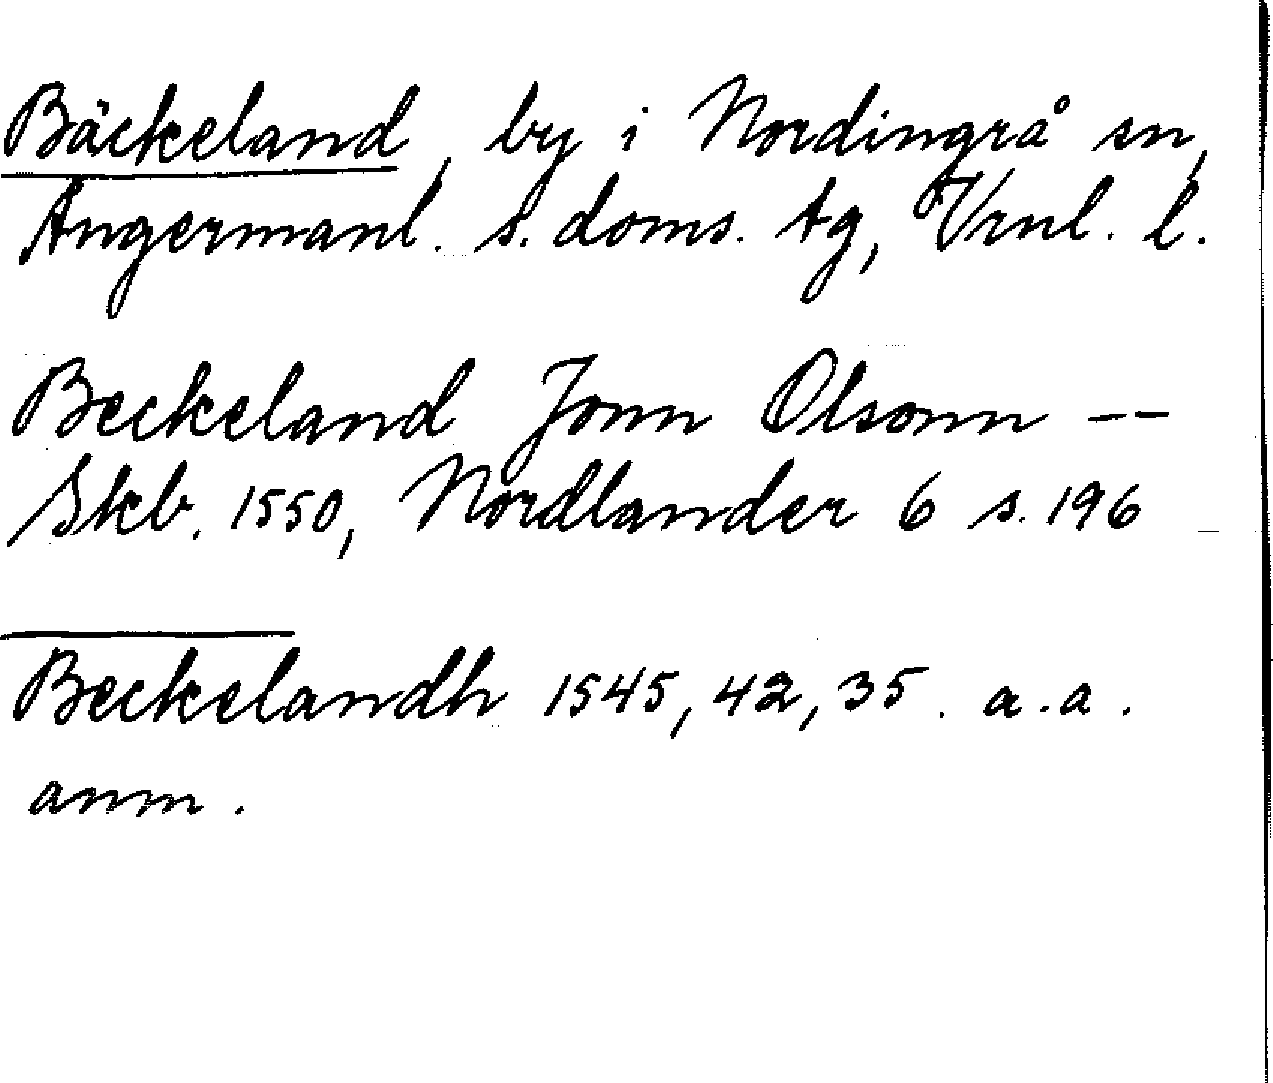 Bäckeland, by i Nordingrå sn,
Ångermanl. s. doms. tg, Vrnl. l.
Beckeland Jonn Olsonn --
Skb. 1550, Nordlander 6 s. 196
Beckelandh 1545, 42, 35. a.a.
anm.